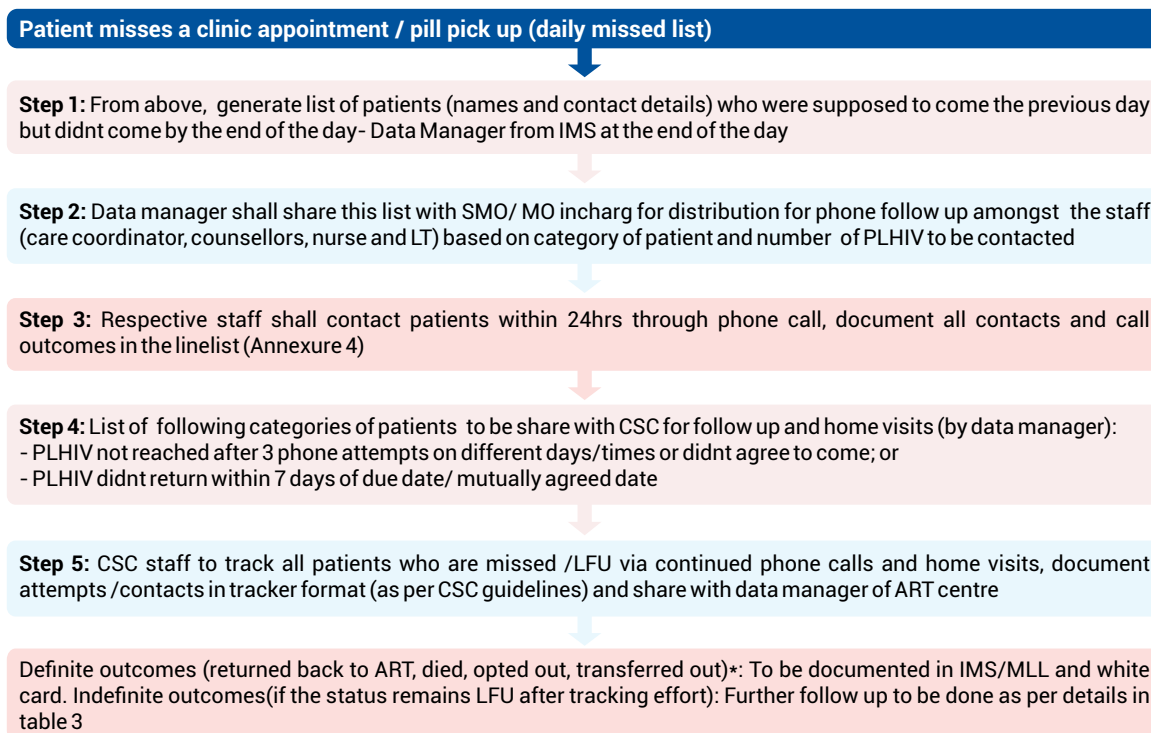 Patient misses a clinic appointment / pill pick up (daily missed list)
Step 1: From above, generate list of patients (names and contact details) who were supposed to come the previous day
but didnt come by the end of the day- Data Manager from IMS at the end of the day
Step 2: Data manager shall share this list with SMO/ MO incharg for distribution for phone follow up amongst the staff
(care coordinator, counsellors, nurse and LT) based on category of patient and number of PLHIV to be contacted
Step 3: Respective staff shall contact patients within 24hrs through phone call, document all contacts and call
outcomes in the linelist (Annexure 4)
Step 4: List of following categories of patients to be share with CSC for follow up and home visits (by data manager):
- PLHIV not reached after 3 phone attempts on different days/times or didnt agree to come; or
- PLHIV didnt return within 7 days of due date/ mutually agreed date
Step 5: CSC staff to track all patients who are missed /LFU via continued phone calls and home visits, document
attempts /contacts in tracker format (as per CSC guidelines) and share with data manager of ART centre
Definite outcomes (returned back to ART, died, opted out, transferred out)*: To be documented in IMS/MLL and white
card. Indefinite outcomes(if the status remains LFU after tracking effort): Further follow up to be done as per details in
table 3